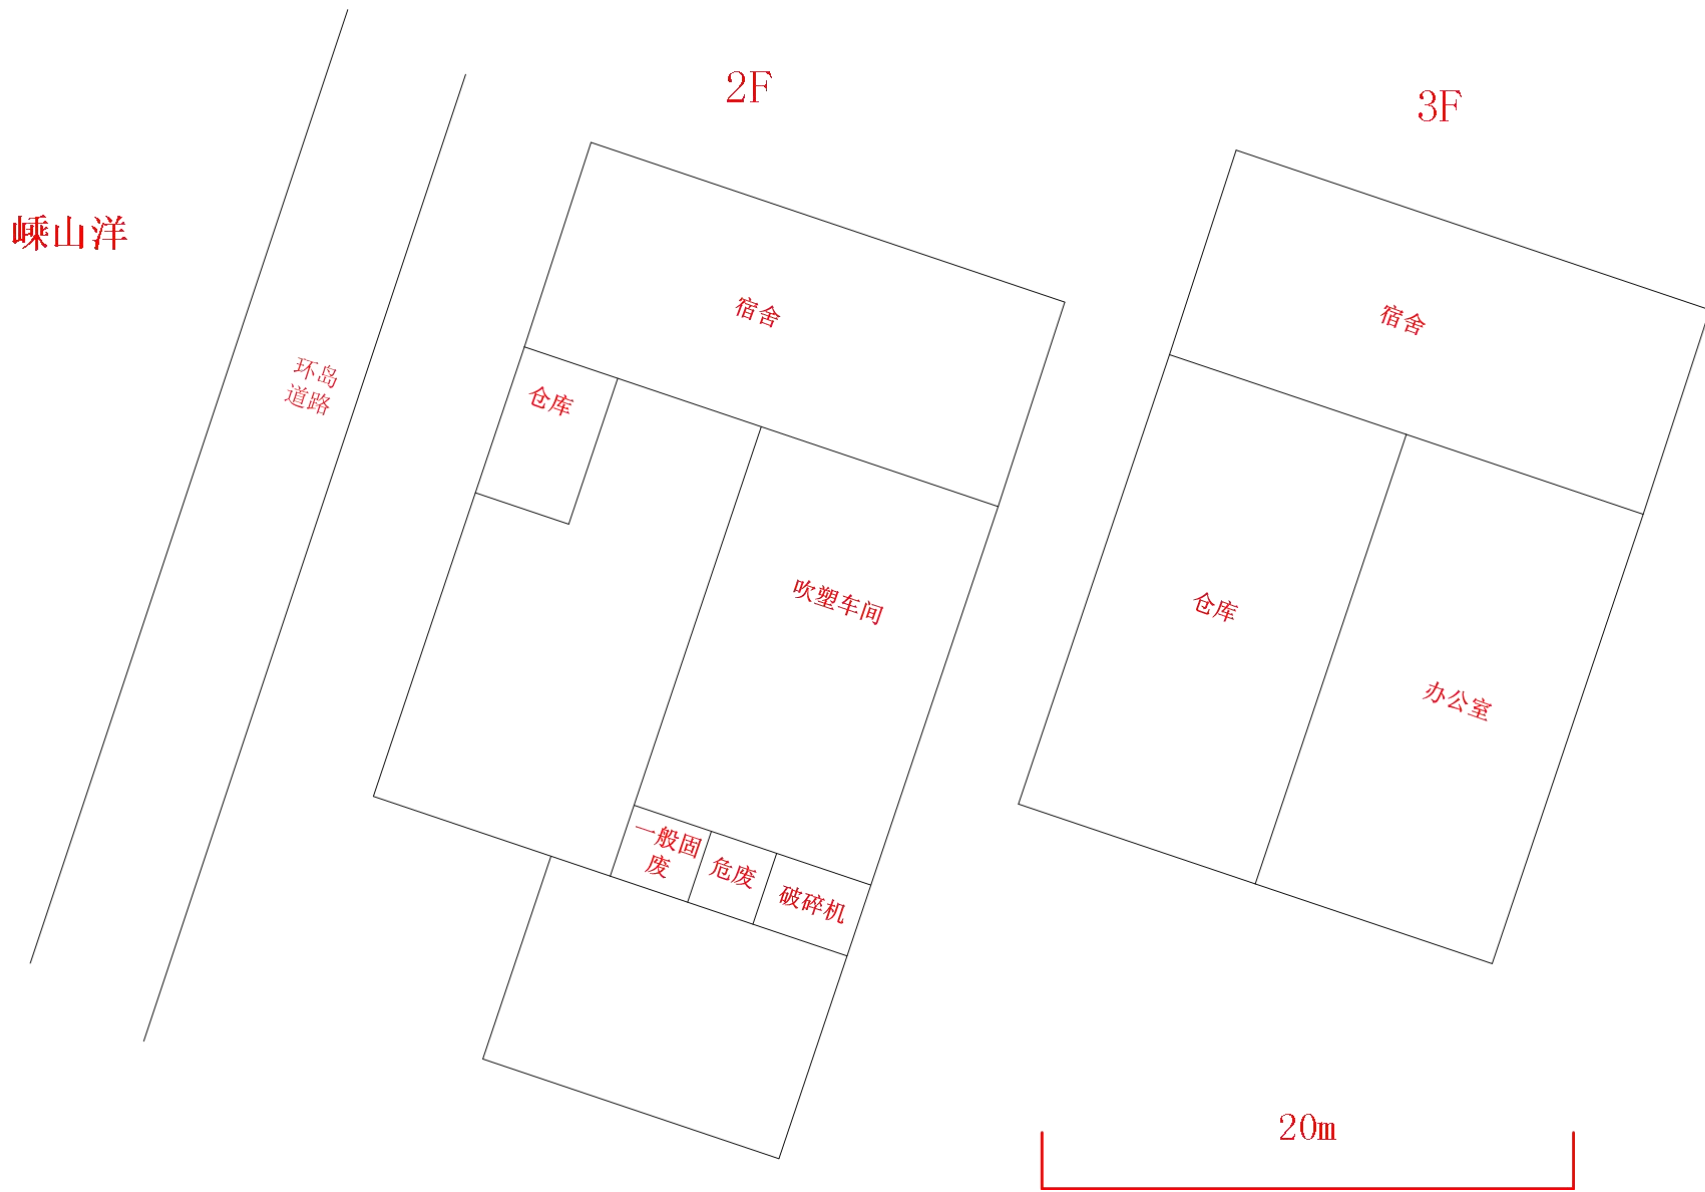 2F
3F
嵊山洋
宿舍
宿舍
环岛
道路
仓库
吹塑车间
仓库
办公室
一般固
废
危废
破碎机
20m